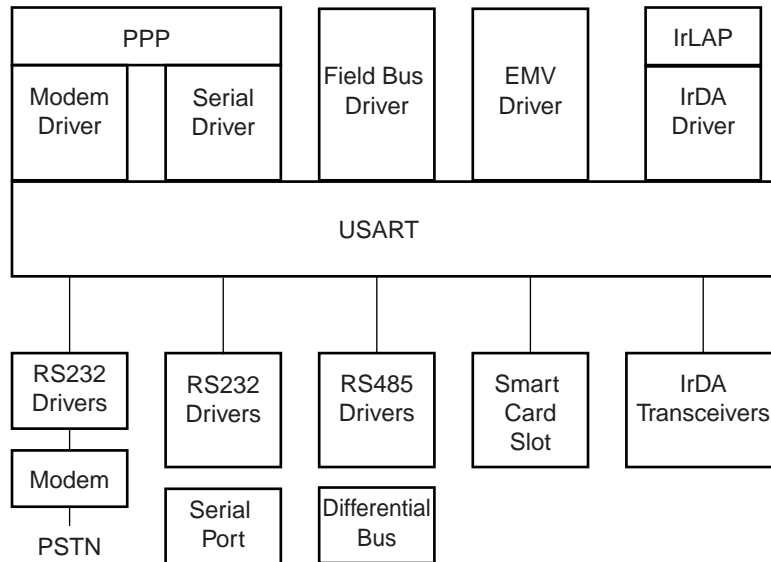 PPP
Modem
Driver
Serial
Driver
Field Bus
Driver
EMV
Driver
IrLAP
IrDA
Driver
USART
RS232
Drivers
Modem
PSTN
RS232
Drivers
Serial
Port
RS485
Drivers
Differential
Bus
Smart
Card
Slot
IrDA
Transceivers